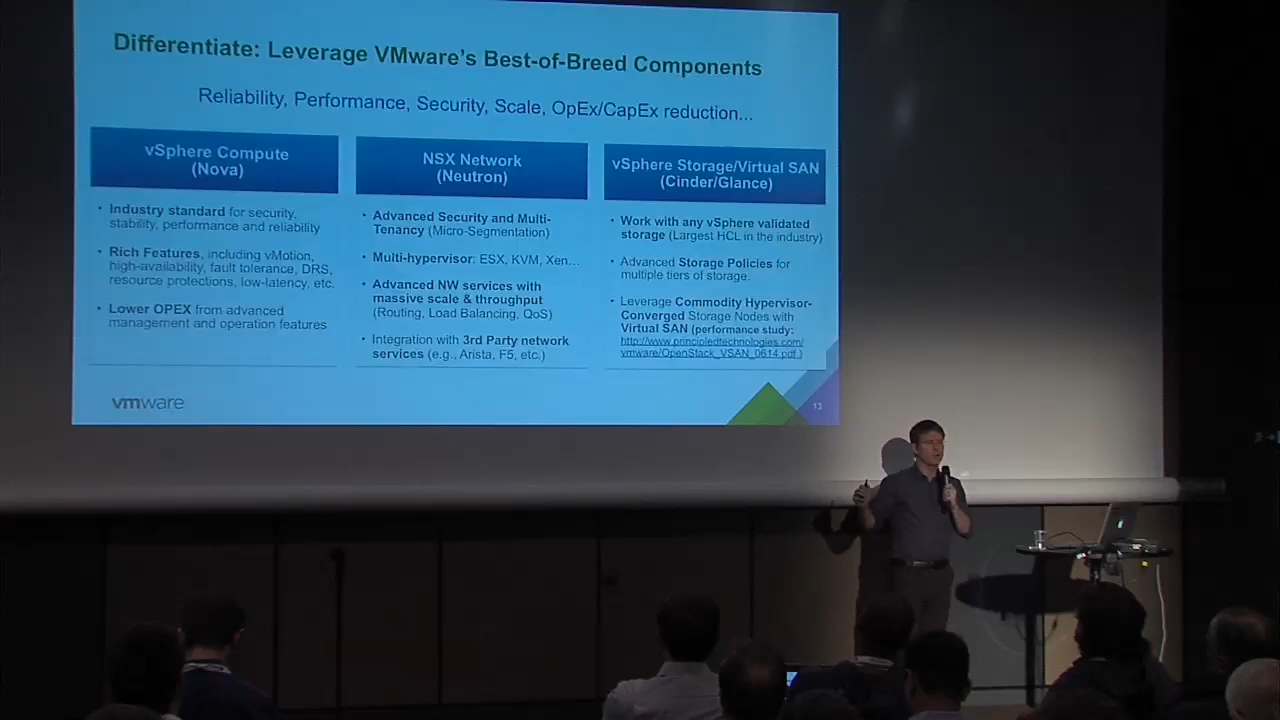 Differentiate: Leverage VMware's Best-of-Breed Components
Reliability, Performance, Security, Scale, OpEx/CapEx reduction...
vSphere Compute
(Nova)
• Industry standard for security,
stability, performance and reliability
• Rich Features, including vMotion,
high-availability, fault tolerance, DRS,
resource protections, low-latency, etc.
• Lower OPEX from advanced
management and operation features
NSX Network
(Neutron)
• Advanced Security and Multi-
Tenancy (Micro-Segmentation)
• Multi-hypervisor: ESX, KVM, Xen...
• Advanced NW services with
massive scale & throughput
(Routing, Load Balancing, QoS)
• Integration with 3rd Party network
services (e.g., Arista, F5, etc.)
vSphere Storage/Virtual SAN
(Cinder/Glance)
• Work with any vSphere validated
storage (Largest HCL in the industry)
• Advanced Storage Policies for
multiple tiers of storage.
• Leverage Commodity Hypervisor-
Converged Storage Nodes with
Virtual SAN (performance study:
http://www.principledtechnologies.com/
vmware/OpenStack_VSAN_0614.pdf )
vmware
13